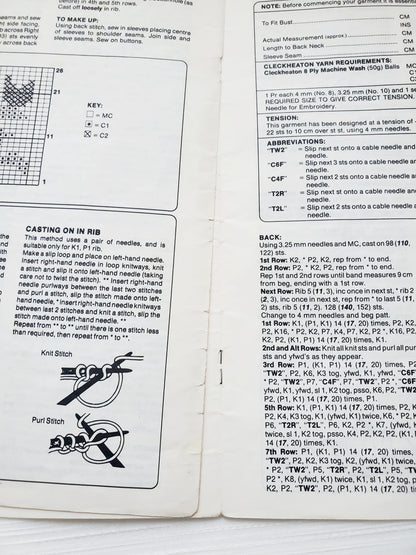 seams and
side facing,
across Right
63) sts evenly
across back
in 4th and 5th rows.
Cast off loosely in rib.
TO MAKE UP:
Using back stitch, sew in sleeves placing
centre of sleeves to shoulder seams. Join side and
sleeve seams. Sew on buttons.
26
21
11
1
KEY:
= MC
= C1
= C2
CASTING ON IN RIB
This method uses a pair of needles, and is
suitable only for K1, P1 rib.
Make a slip loop and place on left-hand needle.
Insert right-hand needle in loop knitways, knit
a stitch and slip it onto left-hand needle (taking
care not to twist the stitch). ** Insert right-hand
needle purlways between the last two stitches
and purl a stitch, slip the stitch made onto left-
hand needle, * insert right-hand needle knitways
between last 2 stitches and knit a stitch, slip the
stitch made onto left-hand needle. **
Repeat from ** to ** until there is one stitch less
than required, then repeat from * to **.
Knit Stitch
Purl Stitch
NOTE: Before commencing your garment it is essen
To Fit Bust CM
INS
Actual Measurement (approx.) CM
Length to Back Neck CM
Sleeve Seam CM
CLECKHEATON YARN REQUIREMENTS:
Cleckheaton 8 Ply Machine Wash (50g) Balls MC
C1
C2
1 Pr each 4 mm (No. 8), 3.25 mm (No. 10) and 1 se
REQUIRED SIZE TO GIVE CORRECT TENSION.
Needle for Embroidery.
TENSION:
This garment has been designed at a tension of
22 sts to 10 cm over st st, using 4 mm needles.
ABBREVIATIONS:
"TW2" = Slip next st onto a cable needle an
needle.
"C6F" = Slip next 3 sts onto a cable needle a
needle.
"C4F" = Slip next 2 sts onto a cable needle a
needle.
"T2R" = Slip next st onto a cable needle and
needle.
"T2L" = Slip next 2 sts onto a cable needle a
needle.
BACK:
Using 3.25 mm needles and MC, cast on 98 (110,
122) sts.
1st Row: K2, * P2, K2, rep from * to end.
2nd Row: P2, * K2, P2, rep from * to end.
Rep 1st and 2nd rows until band measures 9 cm
from beg, ending with a 1st row.
Next Row: Rib 5 (11, 3), inc once in next st, * rib 2
(2, 3), inc once in next st, rep from * to last 5 (11,
2) sts, rib 5 (11, 2). 128 (140, 152) sts.
Change to 4 mm needles and beg patt.
1st Row: K1, (P1, K1) 14 (17, 20) times, P2, K2,
P2, K16, * P2, K2, P7, K4, P7, K2, P2 *, K16, P2,
K2, P2, (K1, P1) 14 (17, 20) times, K1.
2nd and Alt Rows: Knit all knit sts and purl all pur
sts and yfwd's as they appear.
3rd Row: P1, (K1, P1) 14 (17, 20) times, P2,
"TW2", P2, K6, K3 tog, yfwd, K1, yfwd, "C6F"
* P2, "TW2", P7, "C4F", P7, "TW2", P2 *, "C6F",
yfwd, K1, yfwd, sl 1, K2 tog, psso, K6, P2, "TW2",
P2, (P1, K1) 14 (17, 20) times, P1.
5th Row: K1, (P1, K1) 14 (17, 20) times, P2, K
P2, K4, K3 tog, K1, (yfwd, K1) twice, K6, * P2, K
P6, "T2R", "T2L", P6, K2, P2 *, K7, (yfwd, K
twice, sl 1, K2 tog, psso, K4, P2, K2, P2, (K1,
14 (17, 20) times, K1.
7th Row: P1, (K1, P1) 14 (17, 20) times,
"TW2", P2, K2, K3 tog, K2, (yfwd, K1) twice,
* P2, "TW2", P5, "T2R", P2, "T2L", P5, "TW
P2 *, K8, (yfwd, K1) twice, K1, sl 1, K2 tog, p
K2, P2, "TW2", P2, (P1, K1) 14 (17, 20) tim